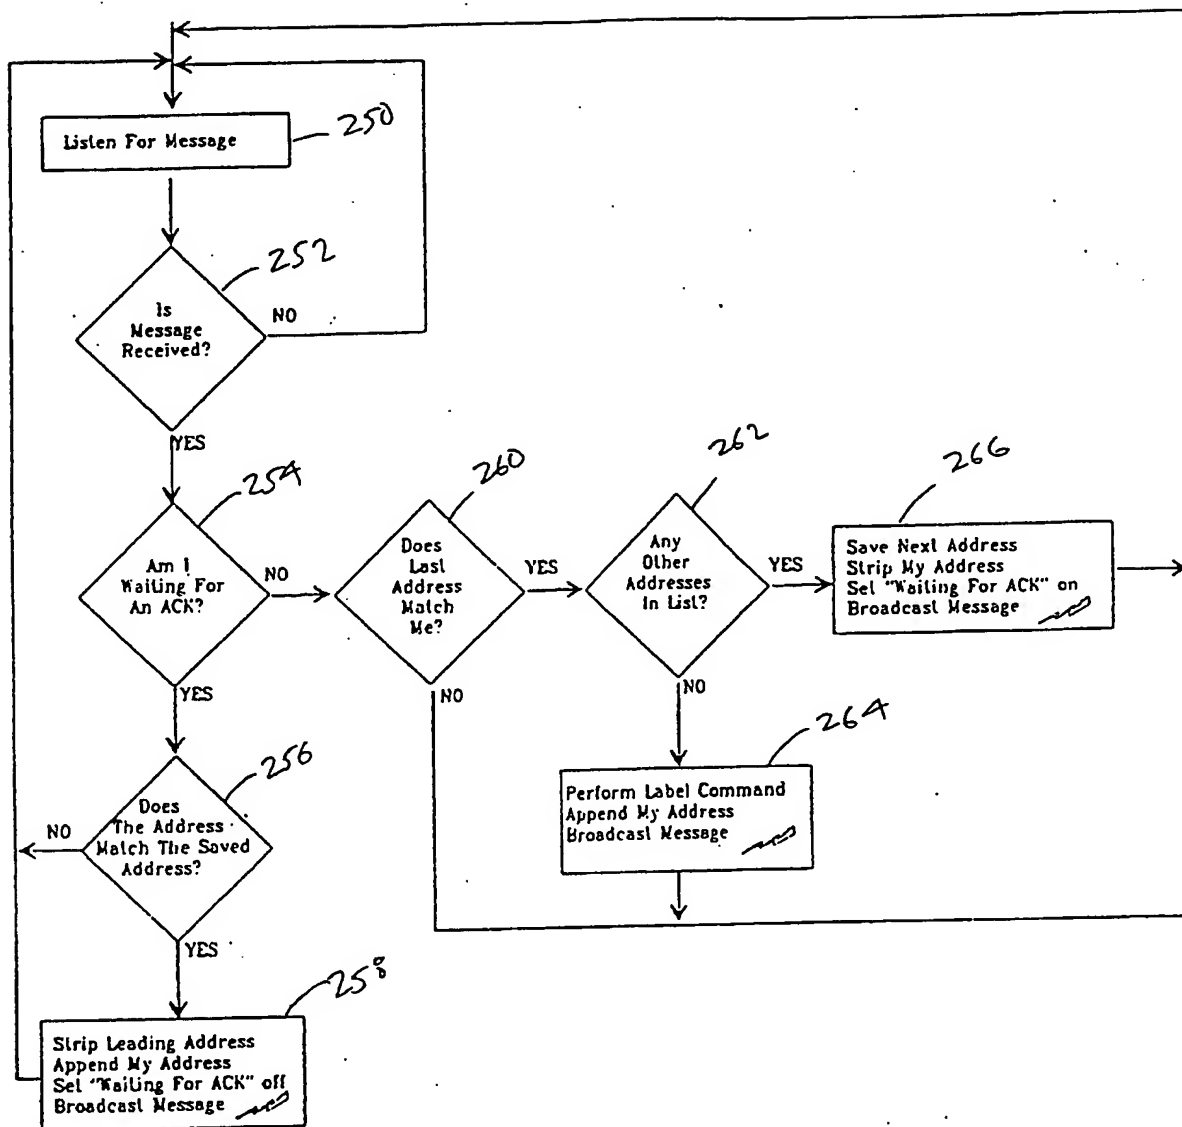 Listen For Message
250
252
Is
Message
Received?
NO
YES
254
Am I
Waiting For
An ACK?
NO
260
Does
Last
Address
Match
Me?
YES
262
Any
Other
Addresses
In List?
YES
266
Save Next Address
Strip My Address
Set "Waiting For ACK" on
Broadcast Message
YES
NO
NO
264
Perform Label Command
Append My Address
Broadcast Message
256
Does
The Address
Match The Saved
Address?
NO
YES
258
Strip Leading Address
Append My Address
Set "Waiting For ACK" off
Broadcast Message